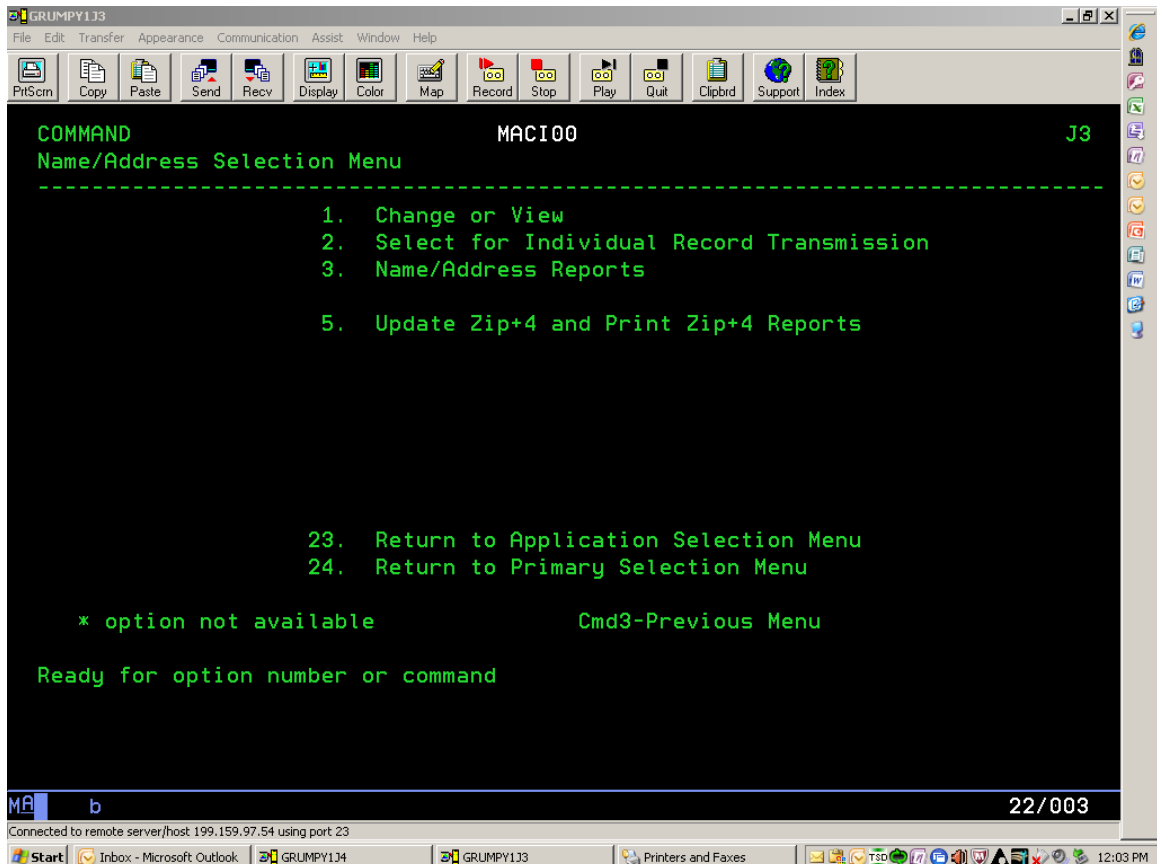 GRUMPY1J3
File Edit Transfer Appearance Communication Assist Window Help
PrtScrn Copy Paste Send Recv Display Color Map Record Stop Play Quit Clipbrd Support Index
COMMAND MACI00 J3
Name/Address Selection Menu
--------------------------------------------------------------------------------
1. Change or View
2. Select for Individual Record Transmission
3. Name/Address Reports
5. Update Zip+4 and Print Zip+4 Reports
23. Return to Application Selection Menu
24. Return to Primary Selection Menu
* option not available Cmd3-Previous Menu
Ready for option number or command
MA b 22/003
Connected to remote server/host 199.159.97.54 using port 23
Start Inbox - Microsoft Outlook GRUMPY1J4 GRUMPY1J3 Printers and Faxes TSD 12:03 PM